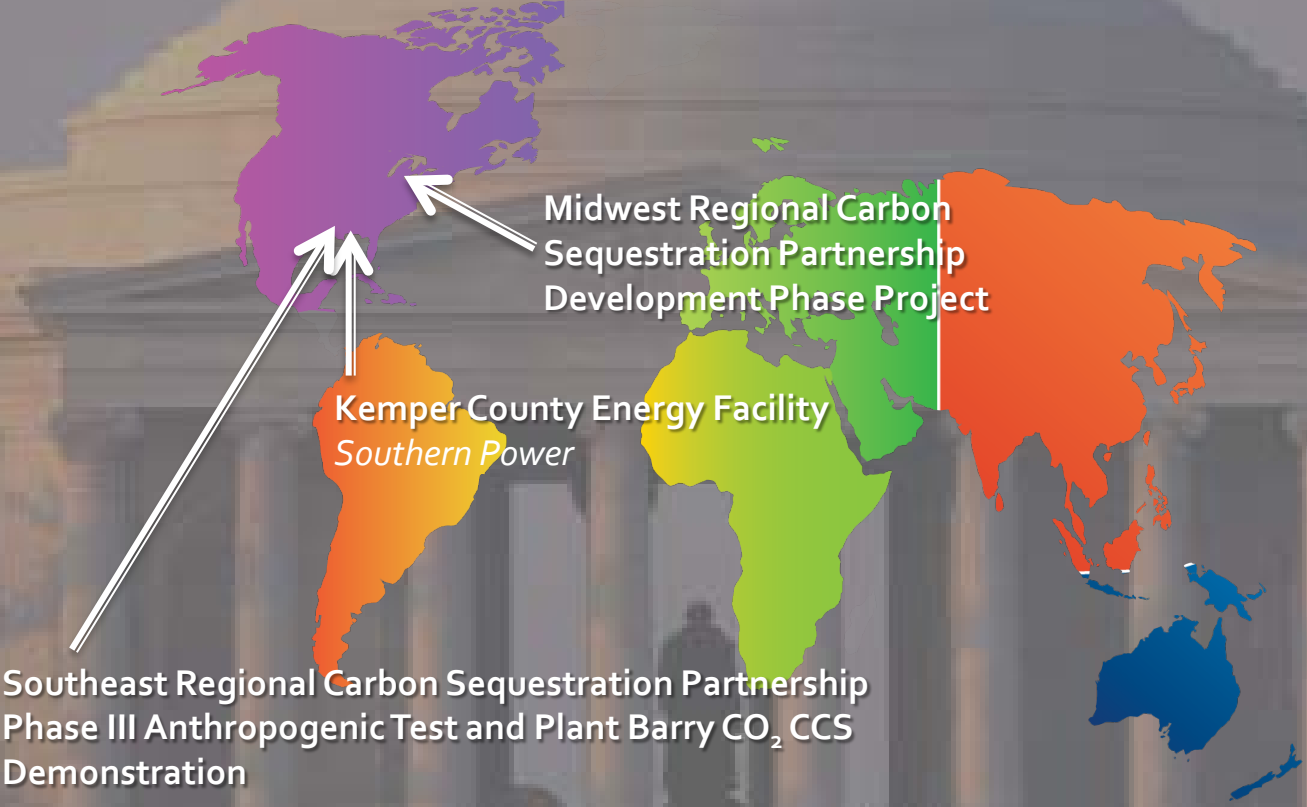 Midwest Regional Carbon
Sequestration Partnership
Development Phase Project
Kemper County Energy Facility
Southern Power
Southeast Regional Carbon Sequestration Partnership
Phase III Anthropogenic Test and Plant Barry CO₂ CCS
Demonstration